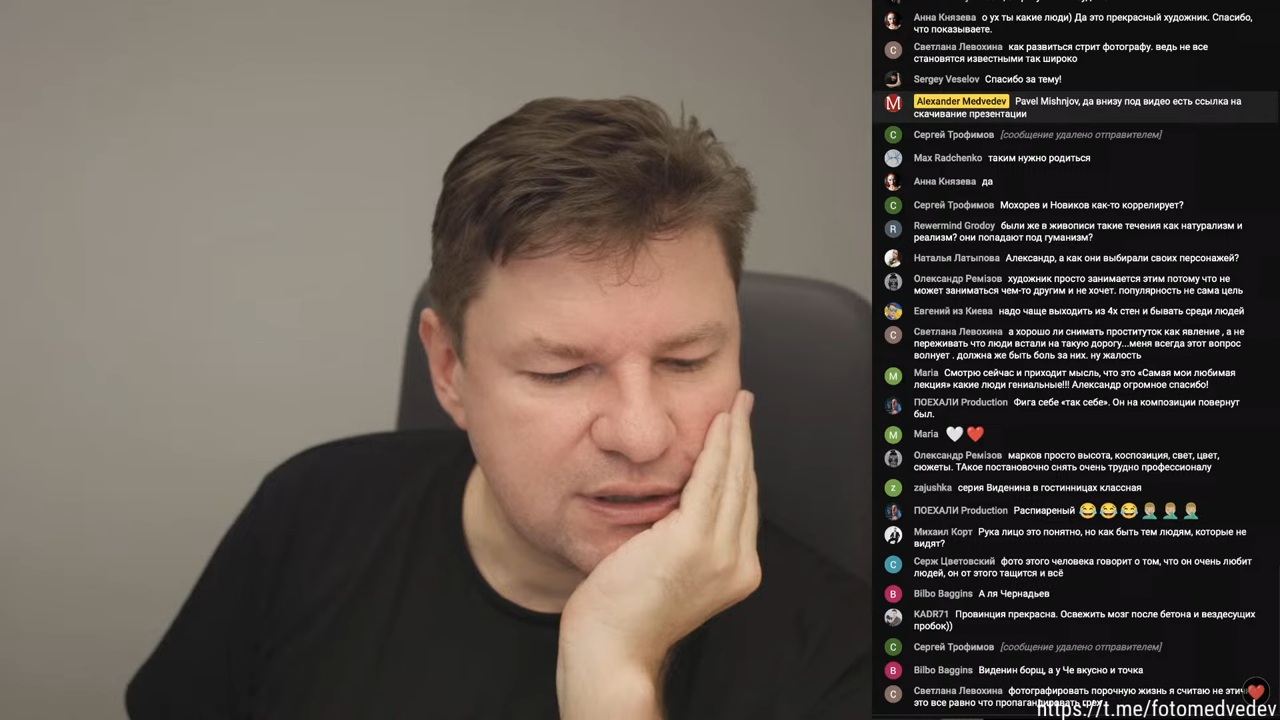 Анна Князева о ух ты какие люди) Да это прекрасный художник. Спасибо,
что показываете.
С
Светлана Левохина как развиться стрит фотографу. ведь не все
становятся известными так широко
Sergey Veselov Спасибо за тему!
M
Alexander Medvedev Pavel Mishnjov, да внизу под видео есть ссылка на
скачивание презентации
С
Сергей Трофимов [сообщение удалено отправителем]
Max Radchenko таким нужно родиться
Анна Князева да
С
Сергей Трофимов Мохорев и Новиков как-то коррелирует?
R
Rewermind Grodoy были же в живописи такие течения как натурализм и
реализм? они попадают под гуманизм?
Наталья Латыпова Александр, а как они выбирали своих персонажей?
Олександр Ремізов художник просто занимается этим потому что не
может заниматься чем-то другим и не хочет. популярность не сама цель
Евгений из Киева надо чаще выходить из 4х стен и бывать среди людей
С
Светлана Левохина а хорошо ли снимать проституток как явление , а не
переживать что люди встали на такую дорогу...меня всегда этот вопрос
волнует . должна же быть боль за них. ну жалость
M
Maria Смотрю сейчас и приходит мысль, что это «Самая мои любимая
лекция» какие люди гениальные!!! Александр огромное спасибо!
ПОЕХАЛИ Production Фига себе «так себе». Он на композиции повернут
был.
M
Maria 🤍 ❤️
Олександр Ремізов марков просто высота, коспозиция, свет, цвет,
сюжеты. ТАкое постановочно снять очень трудно профессионалу
z
zajushka серия Виденина в гостинницах классная
ПОЕХАЛИ Production Распиареный 😂😂😂🤦🏼‍♂️🤦🏼‍♂️🤦🏼‍♂️
Михаил Корт Рука лицо это понятно, но как быть тем людям, которые не
видят?
С
Серж Цветовский фото этого человека говорит о том, что он очень любит
людей, он от этого тащится и всё
B
Bilbo Baggins А ля Чернадьев
KADR71 Провинция прекрасна. Освежить мозг после бетона и вездесущих
пробок))
С
Сергей Трофимов [сообщение удалено отправителем]
B
Bilbo Baggins Виденин борщ, а у Че вкусно и точка
С
Светлана Левохина фотографировать порочную жизнь я считаю не
это все равно что пропагандировать грех
https://t.me/fotomedvedev